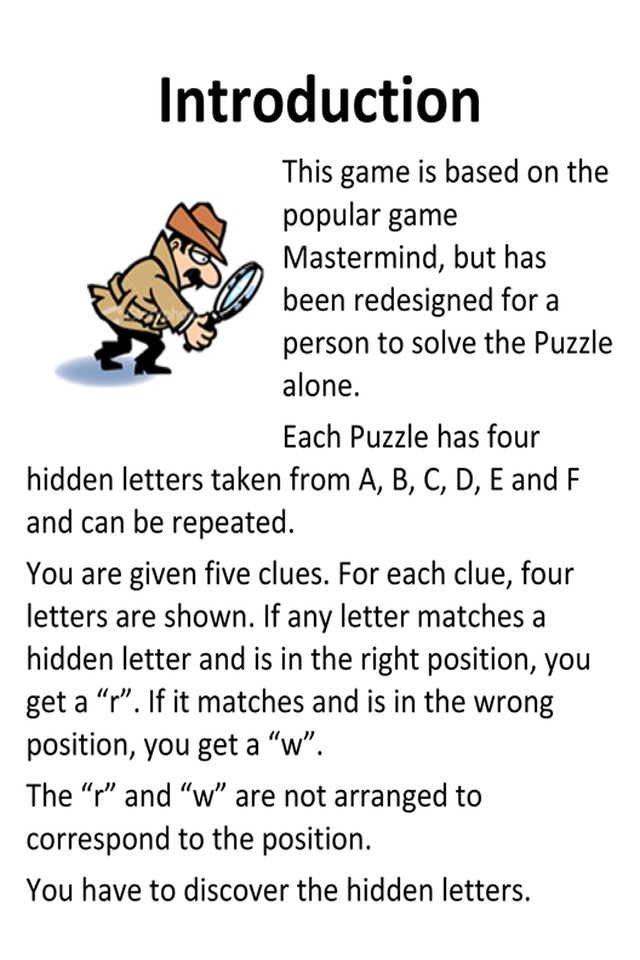 Introduction
This game is based on the
popular game
Mastermind, but has
been redesigned for a
person to solve the Puzzle
alone.
Each Puzzle has four
hidden letters taken from A, B, C, D, E and F
and can be repeated.
You are given five clues. For each clue, four
letters are shown. If any letter matches a
hidden letter and is in the right position, you
get a “r”. If it matches and is in the wrong
position, you get a “w”.
The “r” and “w” are not arranged to
correspond to the position.
You have to discover the hidden letters.